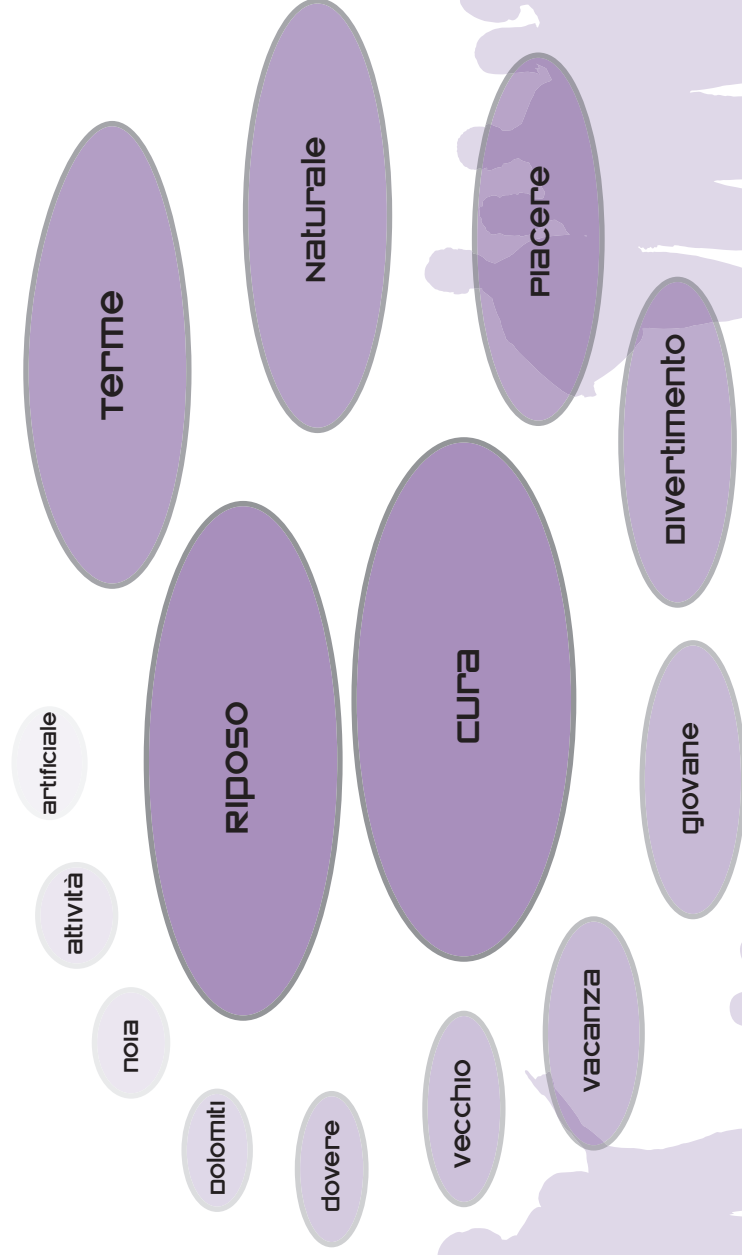 artificiale
attività
Terme
noia
Dolomiti
Riposo
Naturale
dovere
vecchio
cura
Piacere
vacanza
Divertimento
giovane